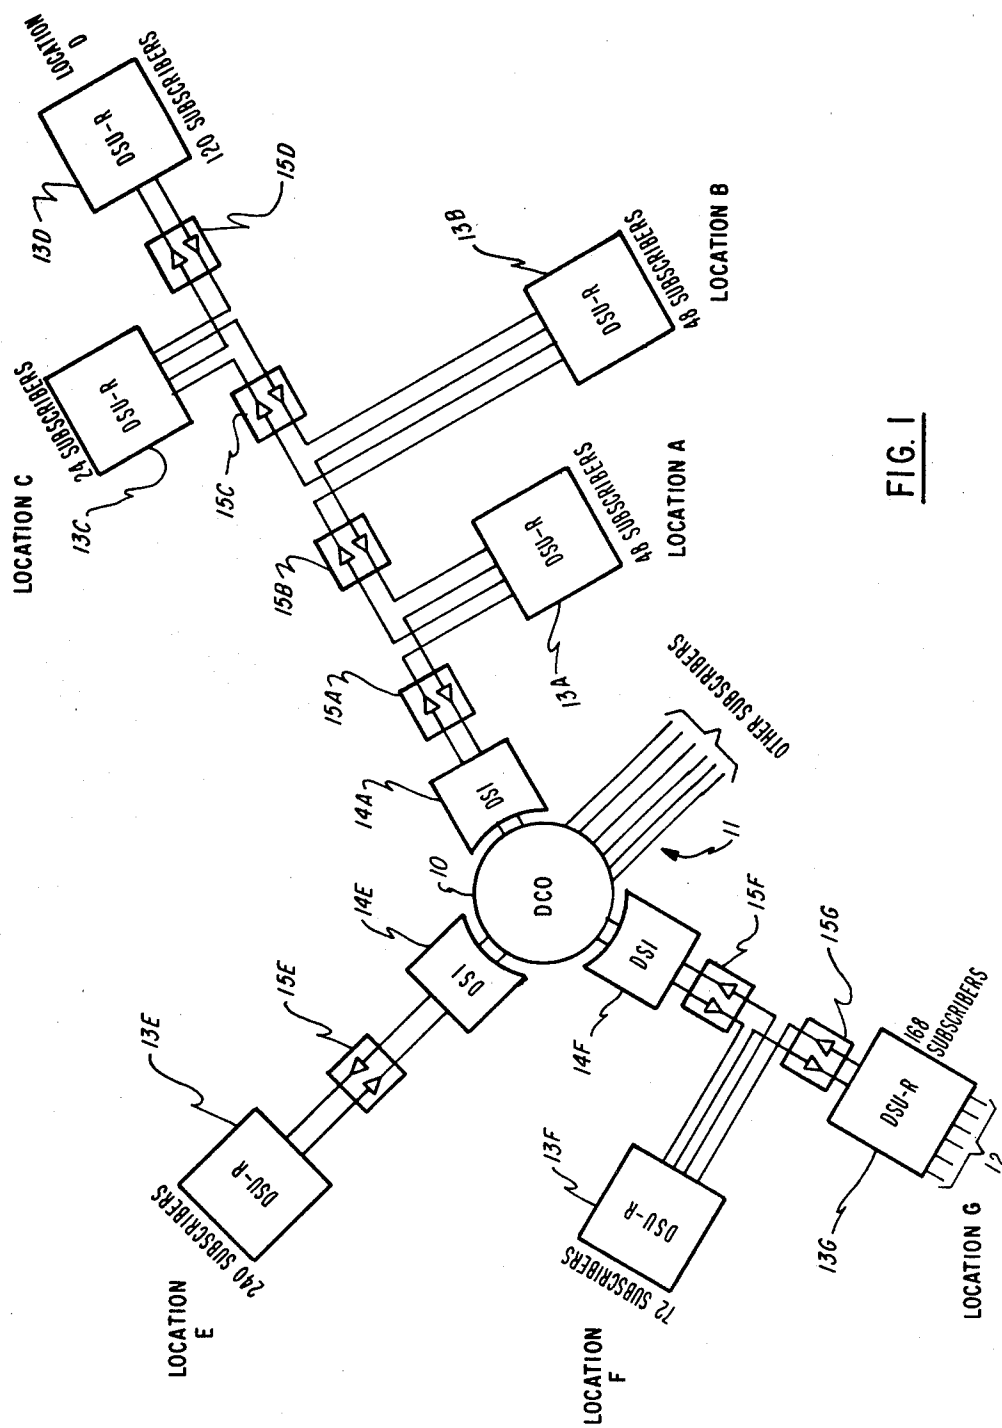 LOCATION
D
DSU-R
120 SUBSCRIBERS
13D
15D
LOCATION C
24 SUBSCRIBERS
DSU-R
13C
15C
13B
DSU-R
48 SUBSCRIBERS
LOCATION B
15B
DSU-R
48 SUBSCRIBERS
LOCATION A
13A
15A
14A
DSI
OTHER SUBSCRIBERS
11
10
DCO
14E
DSI
15E
13E
DSU-R
240 SUBSCRIBERS
LOCATION
E
DSI
14F
15F
13F
DSU-R
72 SUBSCRIBERS
LOCATION
F
15G
DSU-R
168
SUBSCRIBERS
13G
12
LOCATION G
FIG. 1